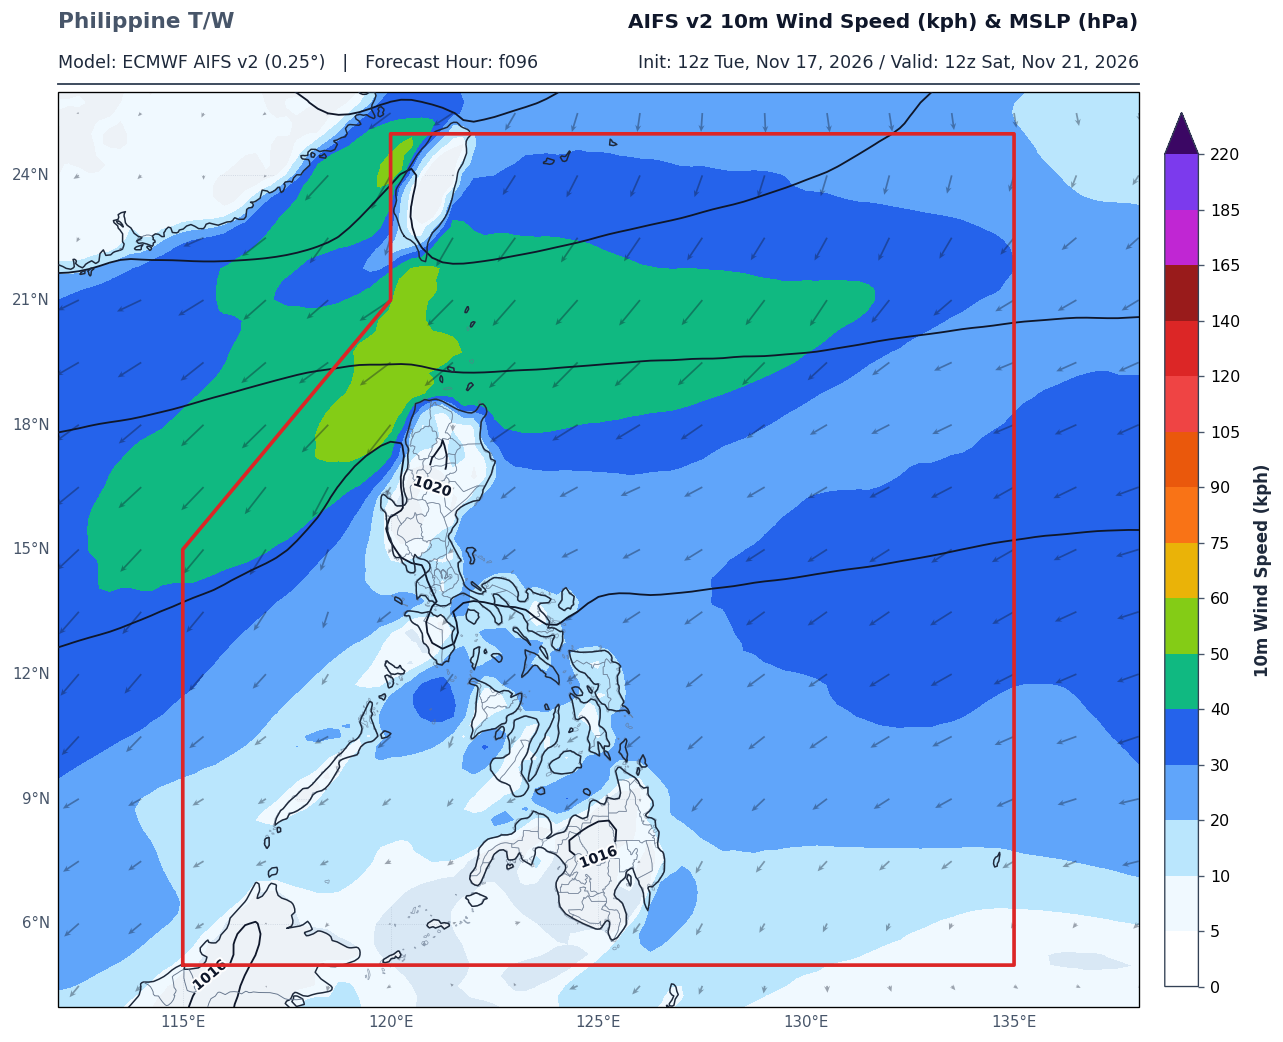 Philippine T/W
AIFS v2 10m Wind Speed (kph) & MSLP (hPa)
Model: ECMWF AIFS v2 (0.25°) | Forecast Hour: f096
Init: 12z Tue, Nov 17, 2026 / Valid: 12z Sat, Nov 21, 2026
24°N
21°N
18°N
15°N
12°N
9°N
6°N
115°E
120°E
125°E
130°E
135°E
1020
1016
1016
220
185
165
140
120
105
90
75
60
50
40
30
20
10
5
0
10m Wind Speed (kph)